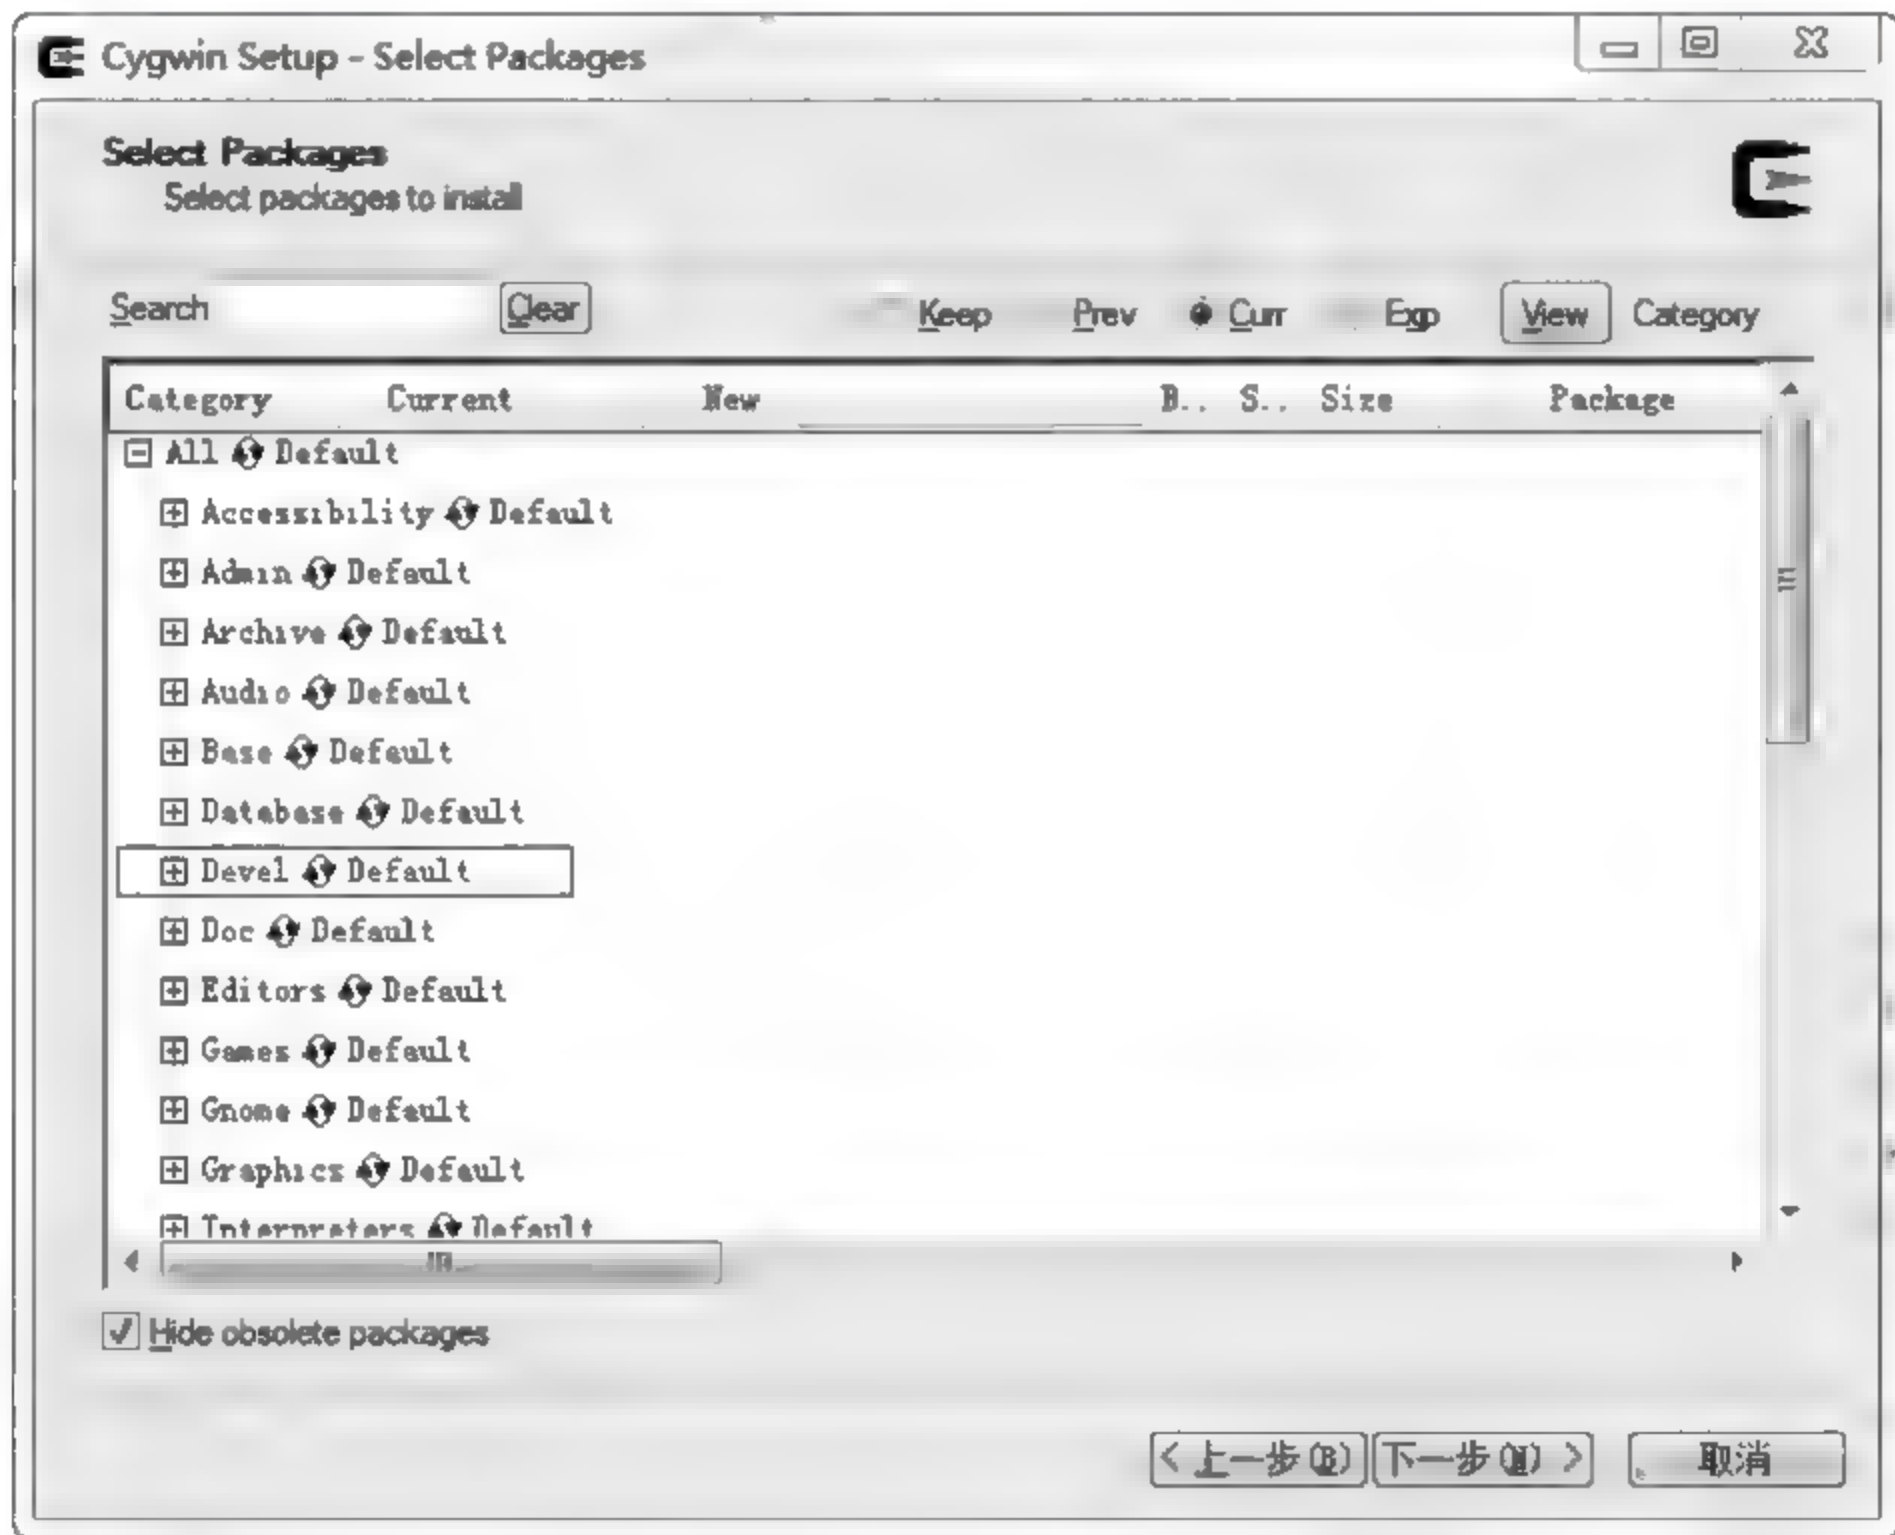 Cygwin Setup - Select Packages
Select Packages
Select packages to install
Search Clear Keep Prev Curr Exp View Category
Category Current New B.. S.. Size Package
All Default
Accessibility Default
Admin Default
Archive Default
Audio Default
Base Default
Database Default
Devel Default
Doc Default
Editors Default
Games Default
Gnome Default
Graphics Default
Interpreters Default
Hide obsolete packages
< 上一步(B) 下一步(N) > 取消